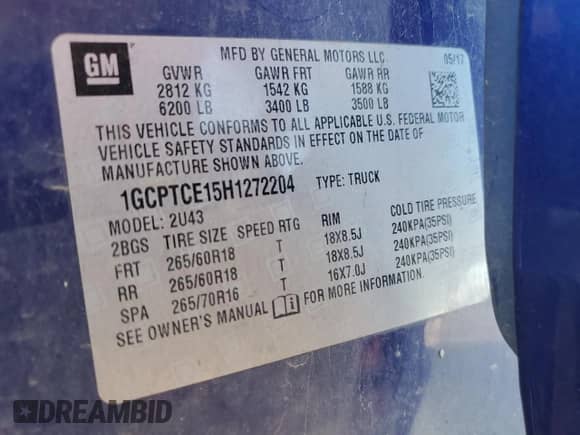 GM
MFD BY GENERAL MOTORS LLC
05/17
GVWR GAWR FRT GAWR RR
2812 KG 1542 KG 1588 KG
6200 LB 3400 LB 3500 LB
THIS VEHICLE CONFORMS TO ALL APPLICABLE U.S. FEDERAL MOTOR
VEHICLE SAFETY STANDARDS IN EFFECT ON THE DATE OF
MANUFACTURE SHOWN ABOVE.
1GCPTCE15H1272204 TYPE: TRUCK
MODEL: 2U43
2BGS TIRE SIZE SPEED RTG RIM COLD TIRE PRESSURE
FRT 265/60R18 T 18X8.5J 240KPA(35PSI)
RR 265/60R18 T 18X8.5J 240KPA(35PSI)
SPA 265/70R16 T 16X7.0J 240KPA(35PSI)
SEE OWNER'S MANUAL FOR MORE INFORMATION.
DREAMBID